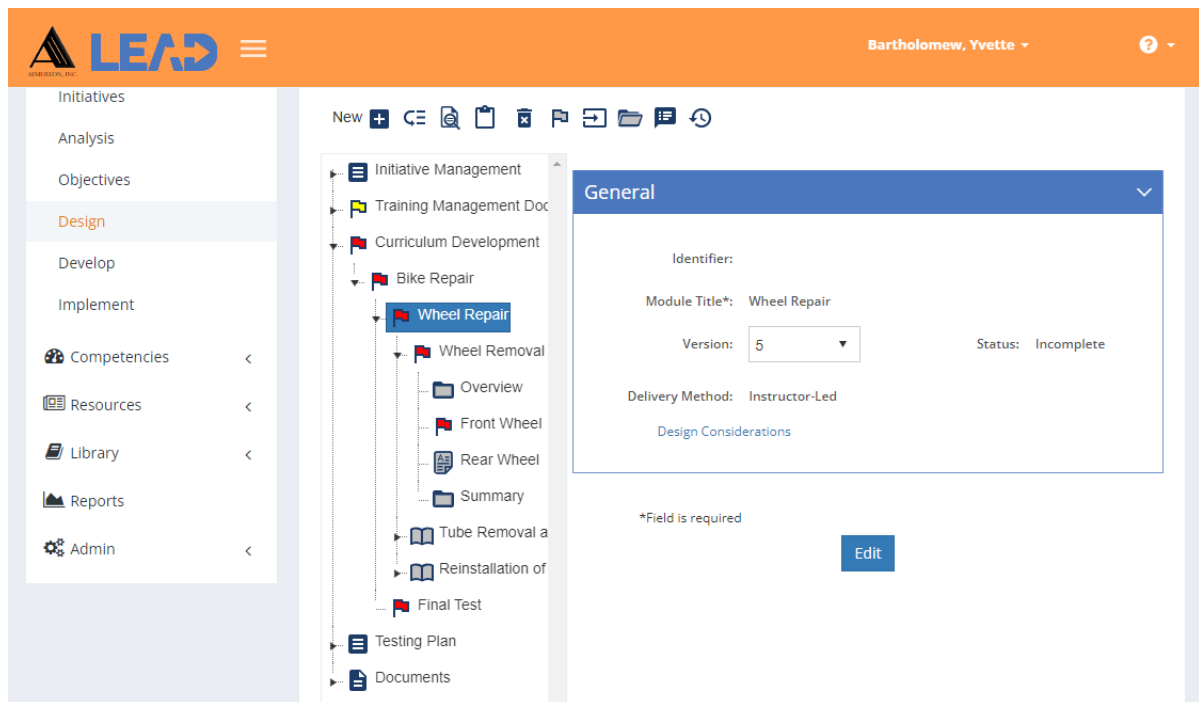 A LEAD
AIMEREON, INC.
Bartholomew, Yvette
?
Initiatives
Analysis
Objectives
Design
Develop
Implement
Competencies
Resources
Library
Reports
Admin
New
Initiative Management
Training Management Doc
Curriculum Development
Bike Repair
Wheel Repair
Wheel Removal
Overview
Front Wheel
Rear Wheel
Summary
Tube Removal a
Reinstallation of
Final Test
Testing Plan
Documents
General
Identifier:
Module Title*: Wheel Repair
Version: 5 Status: Incomplete
Delivery Method: Instructor-Led
Design Considerations
*Field is required
Edit